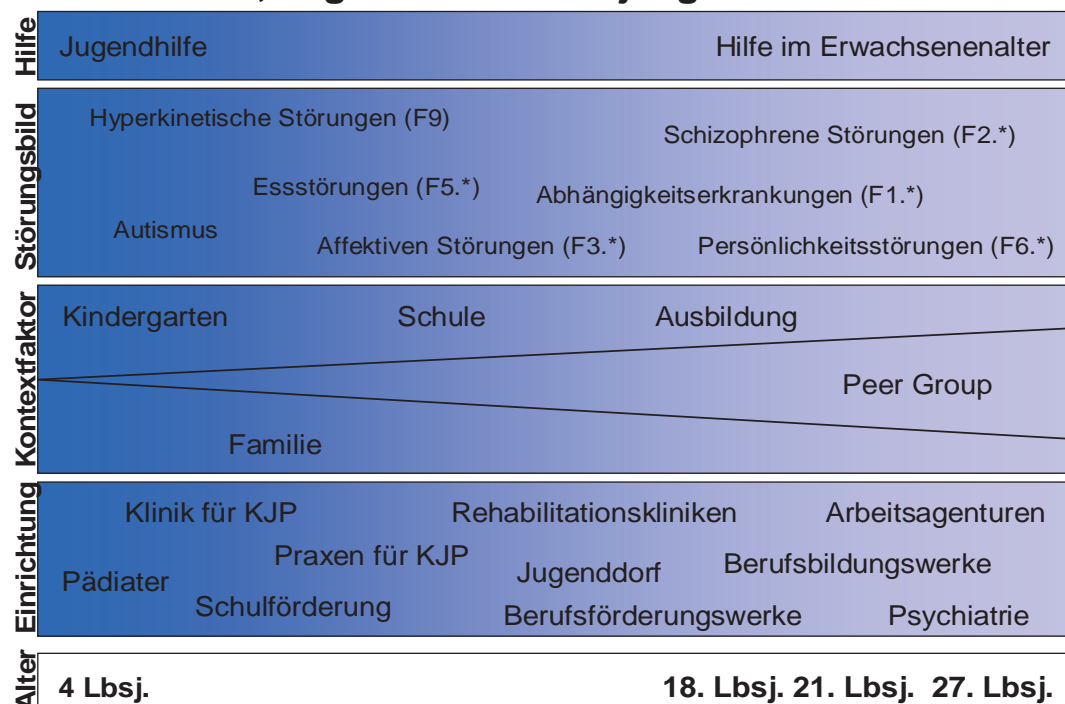 Hilfe
Jugendhilfe
Hilfe im Erwachsenenalter
Störungsbild
Hyperkinetische Störungen (F9)
Schizophrene Störungen (F2.*)
Essstörungen (F5.*)
Abhängigkeitserkrankungen (F1.*)
Autismus
Affektiven Störungen (F3.*)
Persönlichkeitsstörungen (F6.*)
Kontextfaktor
Kindergarten
Schule
Ausbildung
Peer Group
Familie
Einrichtung
Klinik für KJP
Rehabilitationskliniken
Arbeitsagenturen
Praxen für KJP
Berufsbildungswerke
Pädiater
Jugenddorf
Schulförderung
Berufsförderungswerke
Psychiatrie
Alter
4 Lbsj.
18. Lbsj. 21. Lbsj. 27. Lbsj.